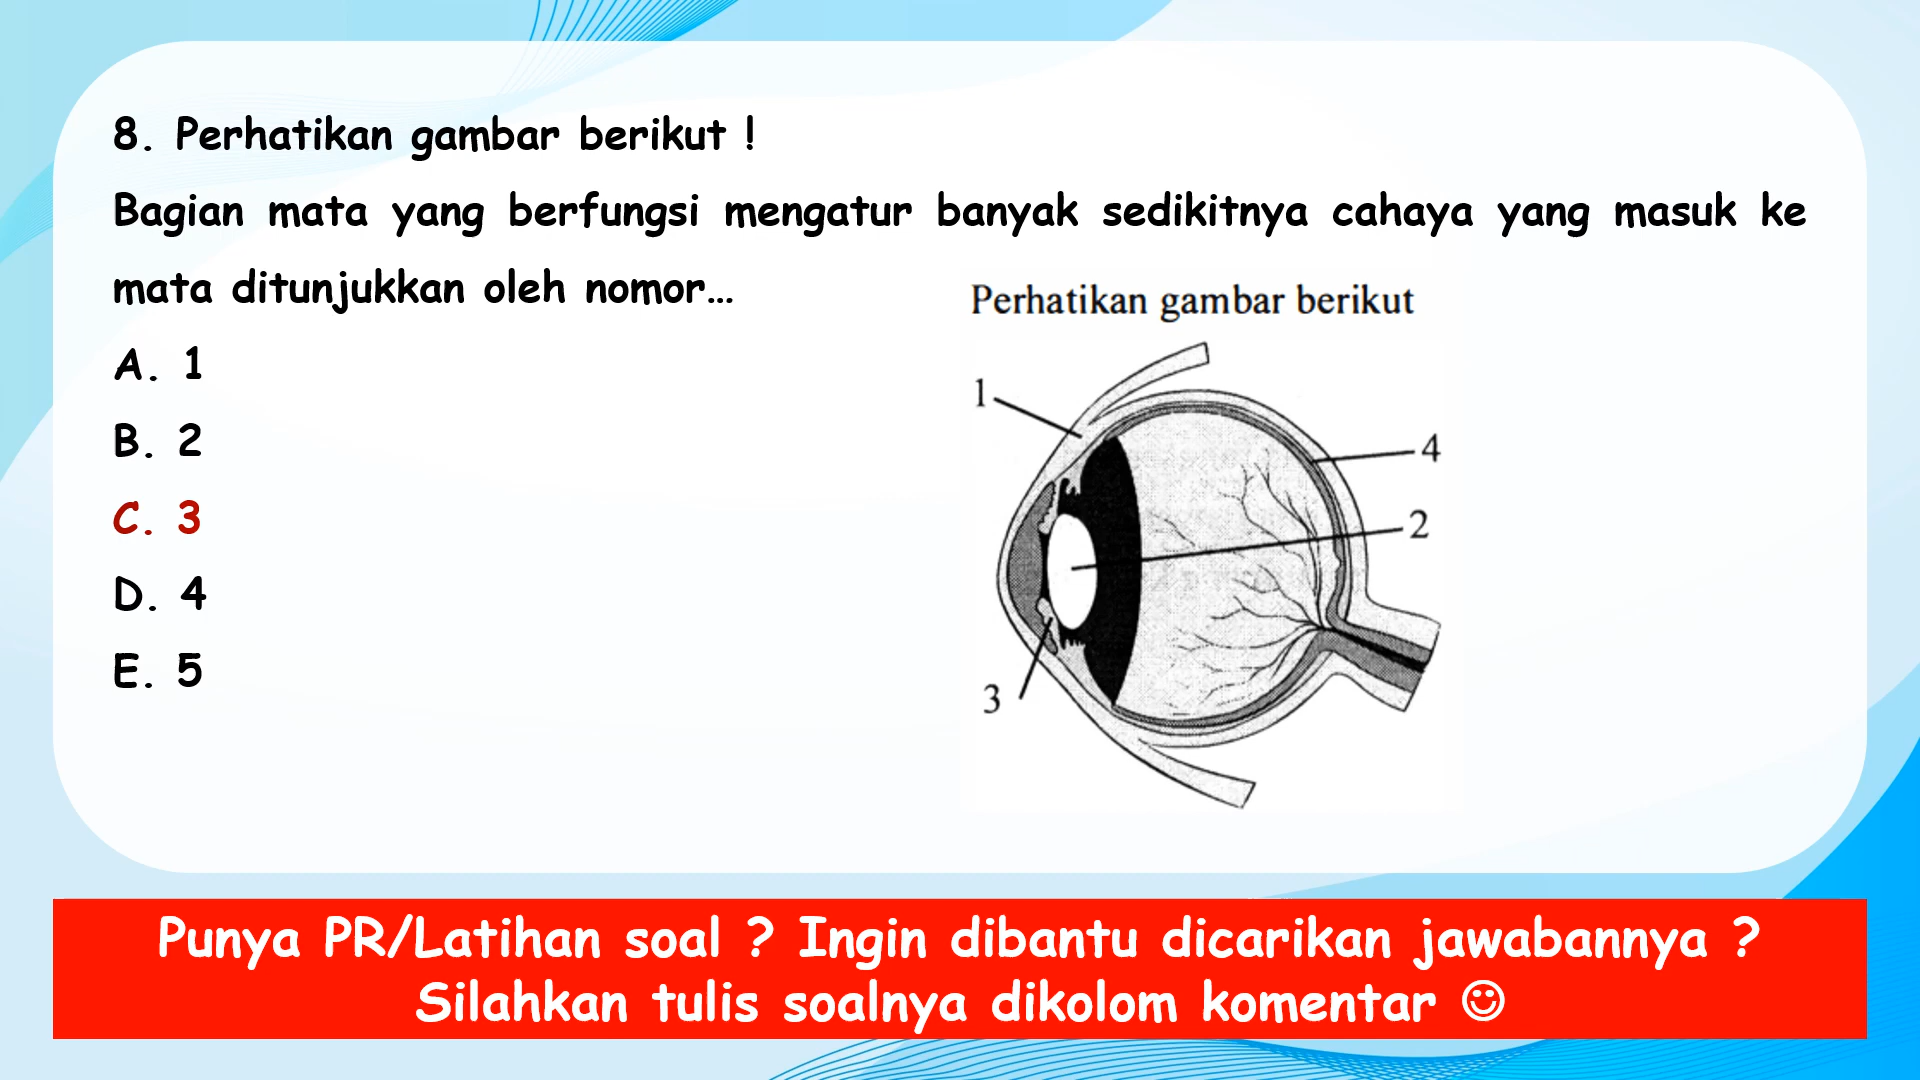 8. Perhatikan gambar berikut !
Bagian mata yang berfungsi mengatur banyak sedikitnya cahaya yang masuk ke
mata ditunjukkan oleh nomor...
A. 1
B. 2
C. 3
D. 4
E. 5
Perhatikan gambar berikut
1
4
2
3
Punya PR/Latihan soal ? Ingin dibantu dicarikan jawabannya ?
Silahkan tulis soalnya dikolom komentar ☺